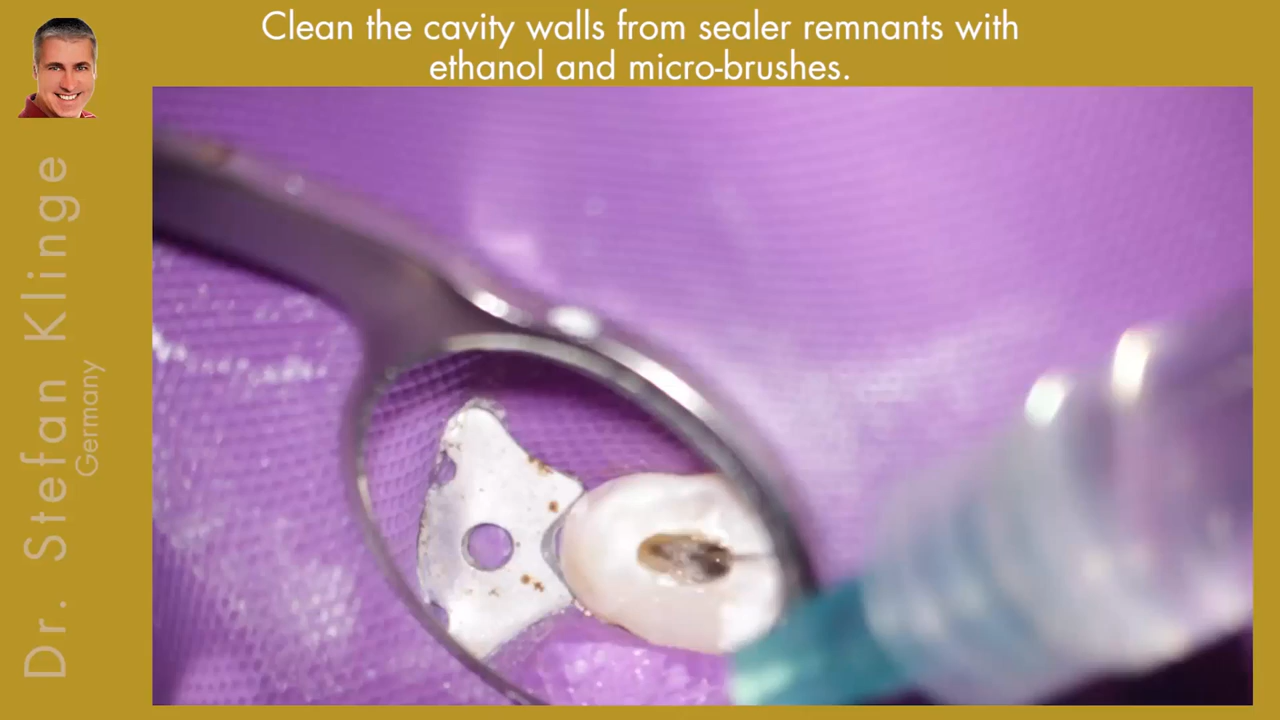 Clean the cavity walls from sealer remnants with
ethanol and micro-brushes.
Dr. Stefan Klinge
Germany